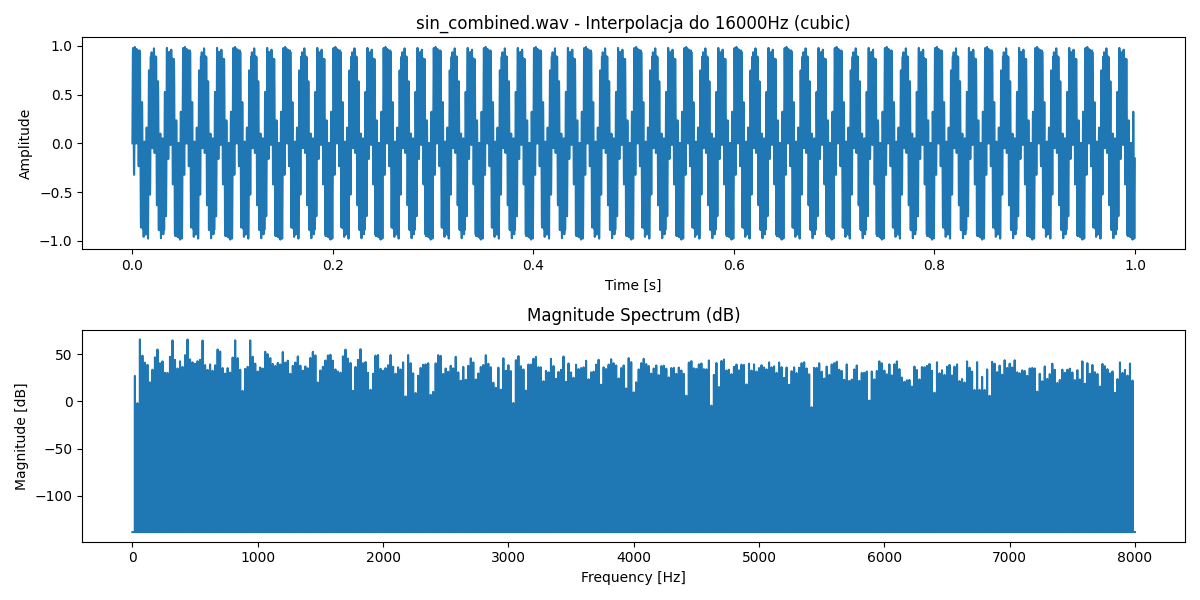 sin_combined.wav - Interpolacja do 16000Hz (cubic)
1.0
0.5
0.0
−0.5
−1.0
Amplitude
0.0 0.2 0.4 0.6 0.8 1.0
Time [s]
Magnitude Spectrum (dB)
50
0
−50
−100
Magnitude [dB]
0 1000 2000 3000 4000 5000 6000 7000 8000
Frequency [Hz]